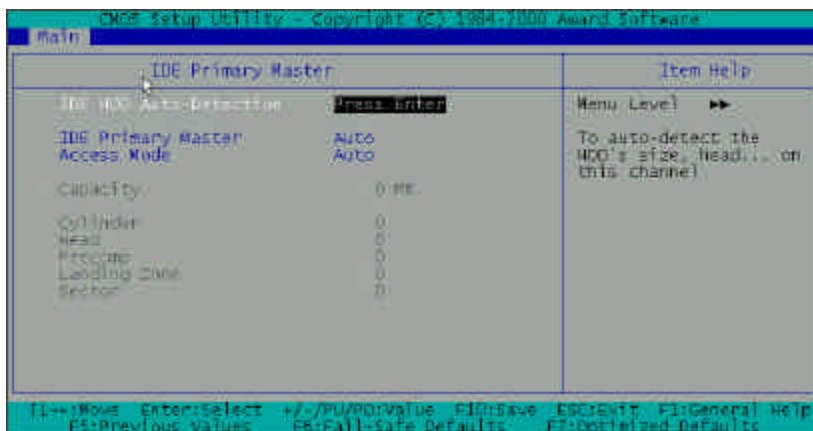 CMOS Setup Utility - Copyright (C) 1984-2000 Award Software
Main
IDE Primary Master
Item Help
IDE HDD Auto-Detection Press Enter
Menu Level ▶▶
IDE Primary Master Auto
Access Mode Auto
To auto-detect the
HDD's size, head... on
this channel
Capacity 0 MB
Cylinder 0
Head 0
Precomp 0
Landing Zone 0
Sector 0
↑↓→←:Move Enter:Select +/-/PU/PD:Value F10:Save ESC:Exit F1:General Help
F5:Previous Values F6:Fail-Safe Defaults F7:Optimized Defaults